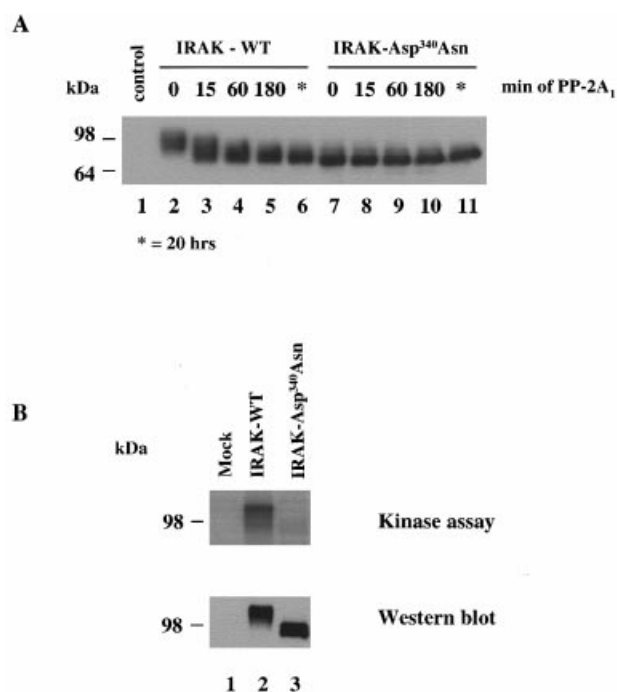 A
IRAK - WT IRAK-Asp³⁴⁰Asn
kDa control 0 15 60 180 * 0 15 60 180 * min of PP-2A₁
98
64
1 2 3 4 5 6 7 8 9 10 11
* = 20 hrs
B
kDa Mock IRAK-WT IRAK-Asp³⁴⁰Asn
98 Kinase assay
98 Western blot
1 2 3